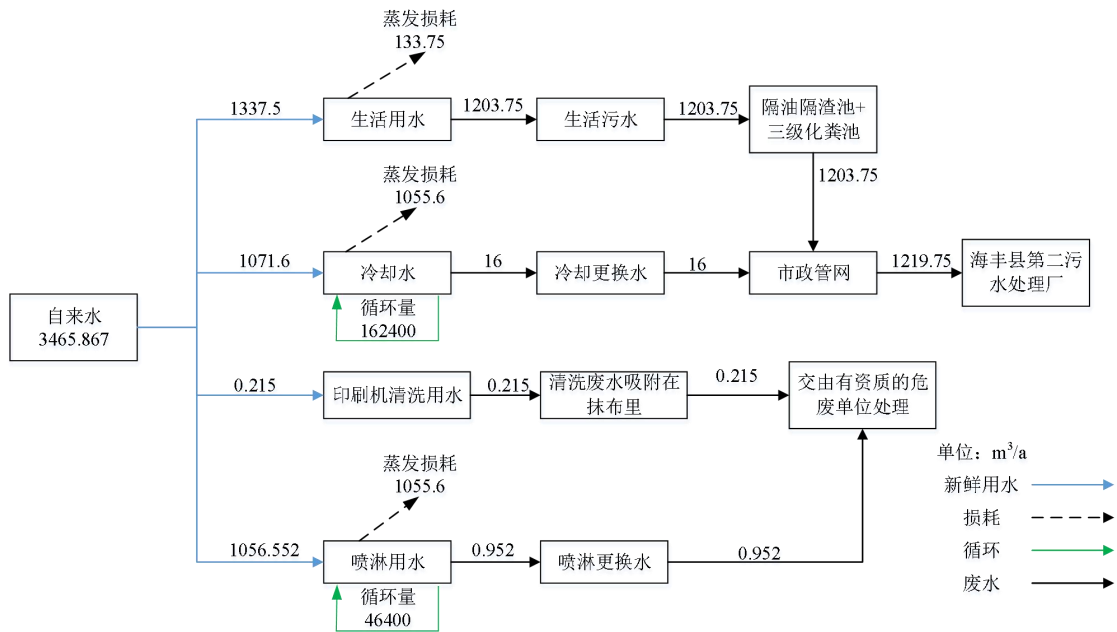 蒸发损耗
133.75
1337.5
生活用水
1203.75
生活污水
1203.75
隔油隔渣池+
三级化粪池
1203.75
蒸发损耗
1055.6
1071.6
冷却水
16
冷却更换水
16
市政管网
1219.75
海丰县第二污
水处理厂
循环量
162400
自来水
3465.867
0.215
印刷机清洗用水
0.215
清洗废水吸附在
抹布里
0.215
交由有资质的危
废单位处理
蒸发损耗
1055.6
1056.552
喷淋用水
0.952
喷淋更换水
0.952
循环量
46400
单位：m³/a
新鲜用水
损耗
循环
废水